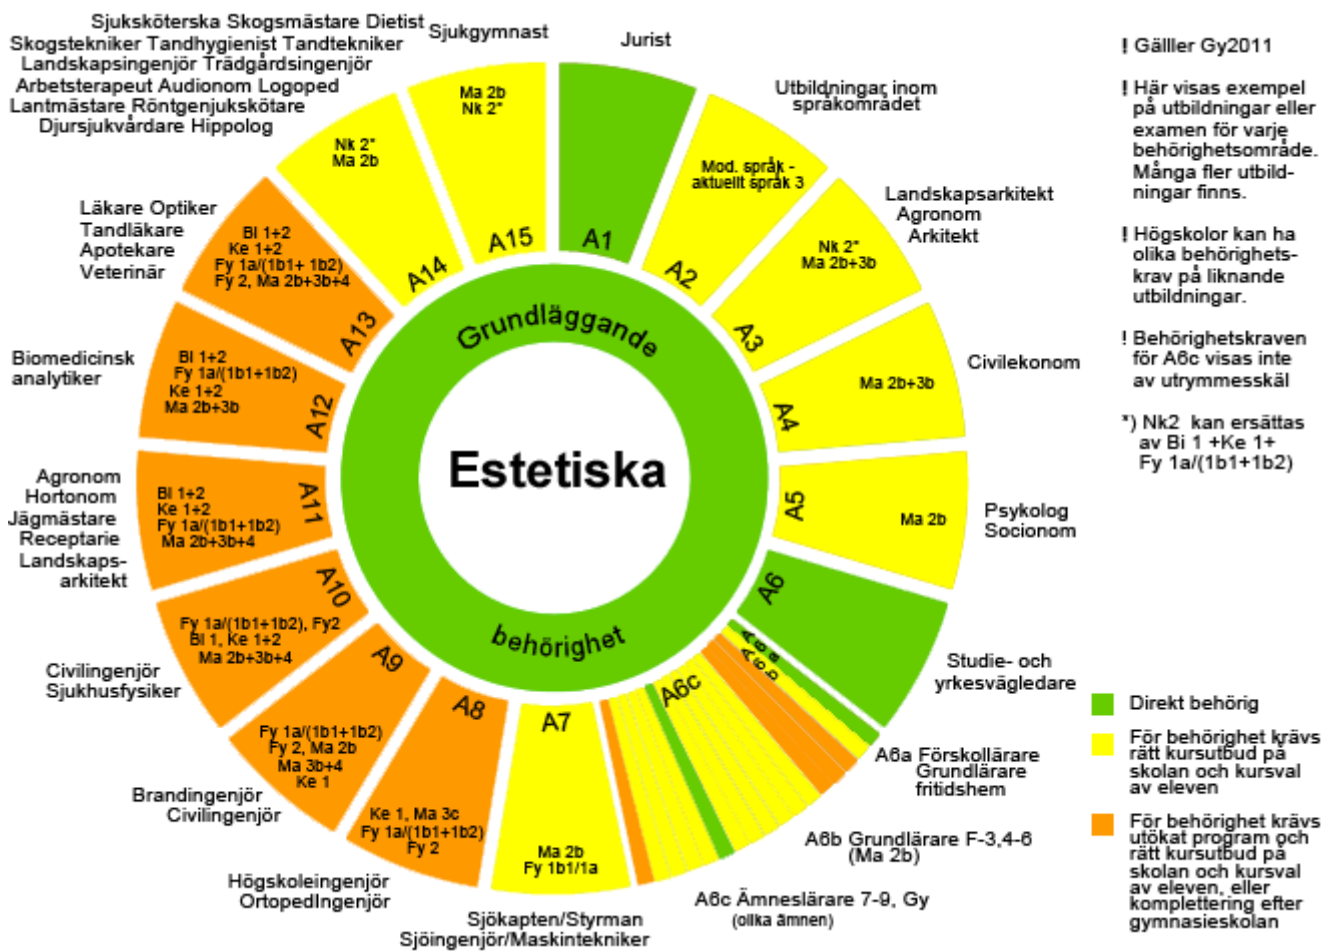 Sjuksköterska Skogsmästare Dietist
Skogstekniker Tandhygienist Tandtekniker
Landskapsingenjör Trädgårdsingenjör
Arbetsterapeut Audionom Logoped
Lantmästare Röntgenjukskötare
Djursjukvårdare Hippolog
Sjukgymnast
Jurist
Utbildningar inom
språkområdet
Landskapsarkitekt
Agronom
Arkitekt
Civilekonom
Psykolog
Socionom
Studie- och
yrkesvägledare
A6a Förskollärare
Grundlärare
fritidshem
A6b Grundlärare F-3,4-6
(Ma 2b)
A6c Ämneslärare 7-9, Gy
(olika ämnen)
Sjökapten/Styrman
Sjöingenjör/Maskintekniker
Högskoleingenjör
OrtopedIngenjör
Brandingenjör
Civilingenjör
Civilingenjör
Sjukhusfysiker
Agronom
Hortonom
Jägmästare
Receptarie
Landskaps-
arkitekt
Biomedicinsk
analytiker
Läkare Optiker
Tandläkare
Apotekare
Veterinär
A1
Mod. språk -
aktuellt språk 3
A2
Nk 2*
Ma 2b+3b
A3
Ma 2b+3b
A4
Ma 2b
A5
A6
A6a
A6b
A6c
A7
Ma 2b
Fy 1b1/1a
A8
Ke 1, Ma 3c
Fy 1a/(1b1+1b2)
Fy 2
A9
Fy 1a/(1b1+1b2)
Fy 2, Ma 2b
Ma 3b+4
Ke 1
A10
Fy 1a/(1b1+1b2), Fy2
BI 1, Ke 1+2
Ma 2b+3b+4
A11
BI 1+2
Ke 1+2
Fy 1a/(1b1+1b2)
Ma 2b+3b+4
A12
BI 1+2
Fy 1a/(1b1+1b2)
Ke 1+2
Ma 2b+3b
A13
BI 1+2
Ke 1+2
Fy 1a/(1b1+ 1b2)
Fy 2, Ma 2b+3b+4
A14
Nk 2*
Ma 2b
A15
Ma 2b
Nk 2*
Grundläggande
behörighet
Estetiska
! Gälller Gy2011
! Här visas exempel
på utbildningar eller
examen för varje
behörighetsområde.
Många fler utbild-
ningar finns.
! Högskolor kan ha
olika behörighets-
krav på liknande
utbildningar.
! Behörighetskraven
för A6c visas inte
av utrymmesskäl
*) Nk2 kan ersättas
av Bi 1 +Ke 1+
Fy 1a/(1b1+1b2)
Direkt behörig
För behörighet krävs
rätt kursutbud på
skolan och kursval
av eleven
För behörighet krävs
utökat program och
rätt kursutbud på
skolan och kursval
av eleven, eller
komplettering efter
gymnasieskolan